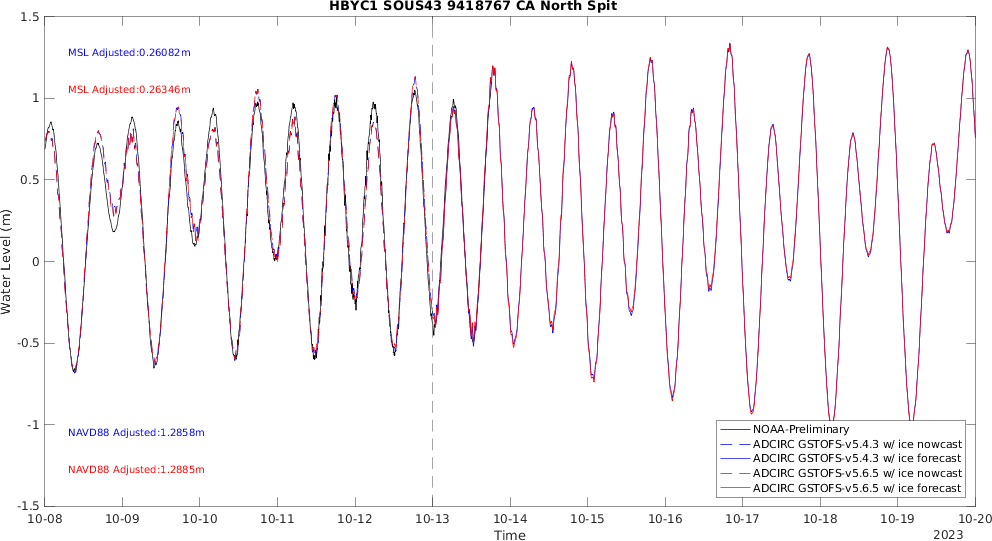 HBYC1 SOUS43 9418767 CA North Spit
1.5
1
0.5
0
-0.5
-1
-1.5
Water Level (m)
MSL Adjusted:0.26082m
MSL Adjusted:0.26346m
NAVD88 Adjusted:1.2858m
NAVD88 Adjusted:1.2885m
NOAA-Preliminary
ADCIRC GSTOFS-v5.4.3 w/ ice nowcast
ADCIRC GSTOFS-v5.4.3 w/ ice forecast
ADCIRC GSTOFS-v5.6.5 w/ ice nowcast
ADCIRC GSTOFS-v5.6.5 w/ ice forecast
10-08 10-09 10-10 10-11 10-12 10-13 10-14 10-15 10-16 10-17 10-18 10-19 10-20
Time
2023